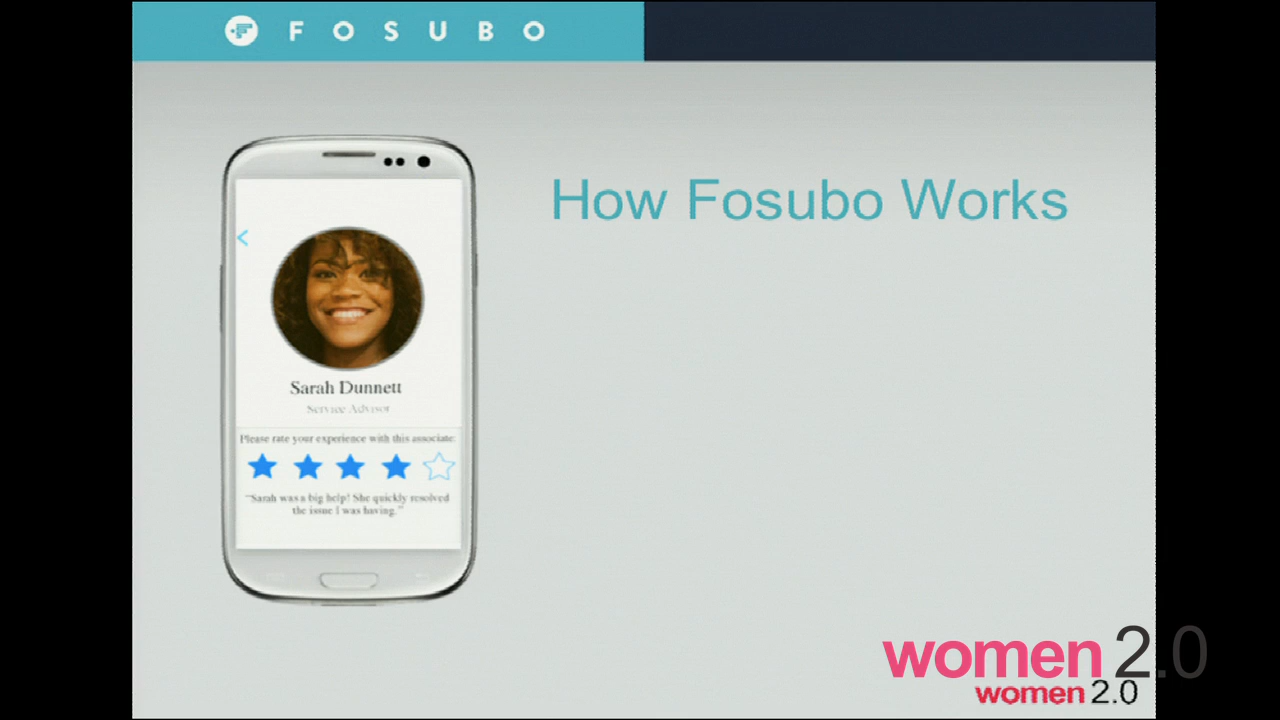 FOSUBO
How Fosubo Works
Sarah Dunnett
Service Advisor
Please rate your experience with this associate:
"Sarah was a big help! She quickly resolved
the issue I was having."
women 2.0
women 2.0